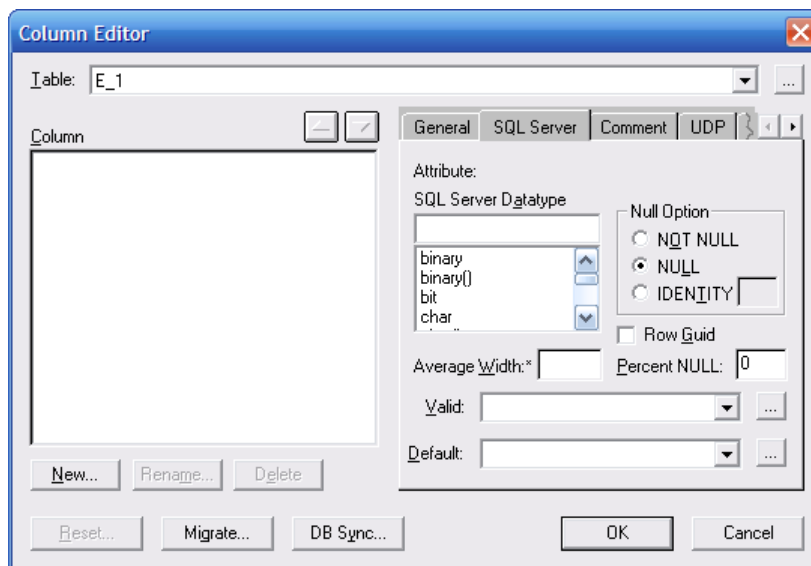 Column Editor
Table: E_1
...
Column
General SQL Server Comment UDP
Attribute:
SQL Server Datatype
binary
binary()
bit
char
Null Option
NOT NULL
NULL
IDENTITY
Row Guid
Average Width:*
Percent NULL: 0
Valid:
...
Default:
...
New... Rename... Delete
Reset... Migrate... DB Sync... OK Cancel